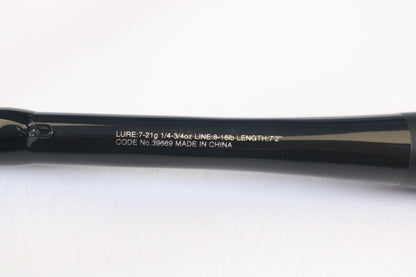 LURE:7-21g 1/4-3/4oz LINE:8-16lb LENGTH:7'2"
CODE No.39669 MADE IN CHINA